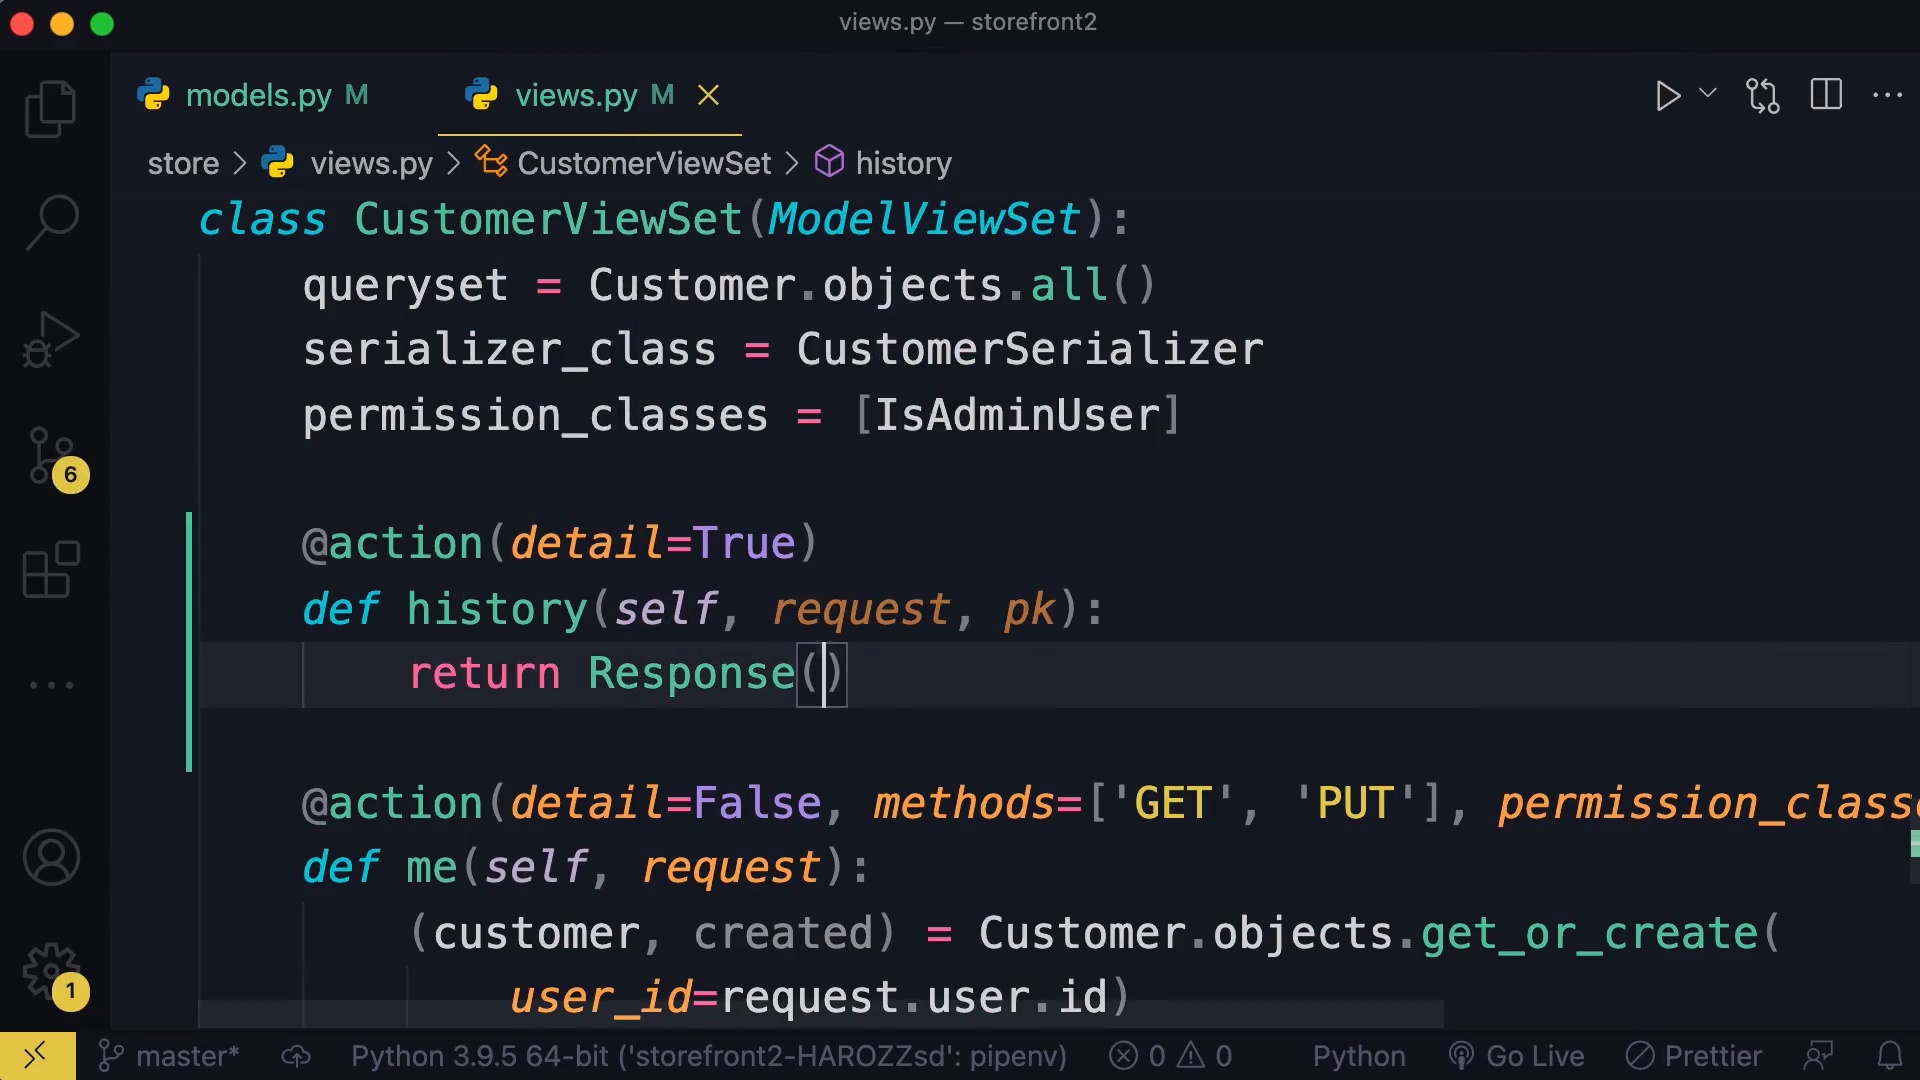 views.py — storefront2
models.py M views.py M
store > views.py > CustomerViewSet > history
class CustomerViewSet(ModelViewSet):
queryset = Customer.objects.all()
serializer_class = CustomerSerializer
permission_classes = [IsAdminUser]
@action(detail=True)
def history(self, request, pk):
return Response()
@action(detail=False, methods=['GET', 'PUT'], permission_class
def me(self, request):
(customer, created) = Customer.objects.get_or_create(
user_id=request.user.id)
6
1
master* Python 3.9.5 64-bit ('storefront2-HAROZZsd': pipenv) 0 0 Python Go Live Prettier